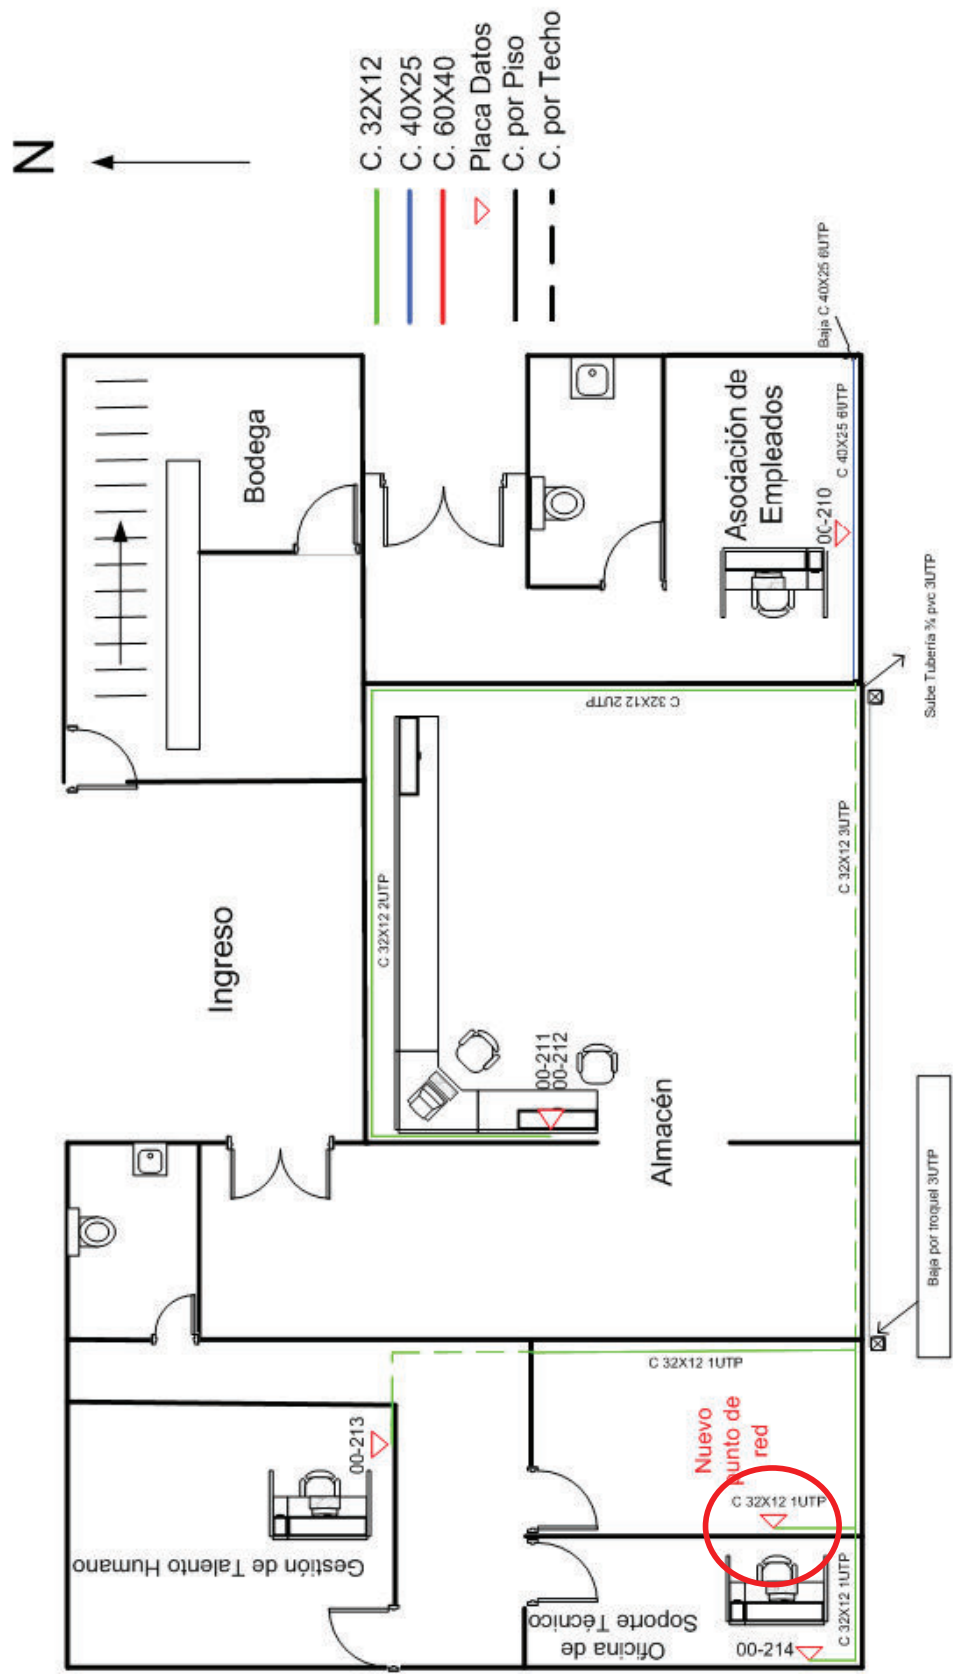 N
C. 32X12
C. 40X25
C. 60X40
Placa Datos
C. por Piso
C. por Techo
Bodega
Baja C 40X25 6UTP
Asociación de
Empleados
C 40X25 6UTP
00-210
Sube Tubería ¾ pvc 3UTP
C 32X12 2UTP
C 32X12 2UTP
C 32X12 3UTP
Ingreso
00-211
00-212
Almacén
Baja por troquel 3UTP
C 32X12 1UTP
00-213
Gestión de Talento Humano
Nuevo
punto de
red
C 32X12 1UTP
Oficina de
Soporte Técnico
00-214
C 32X12 1UTP